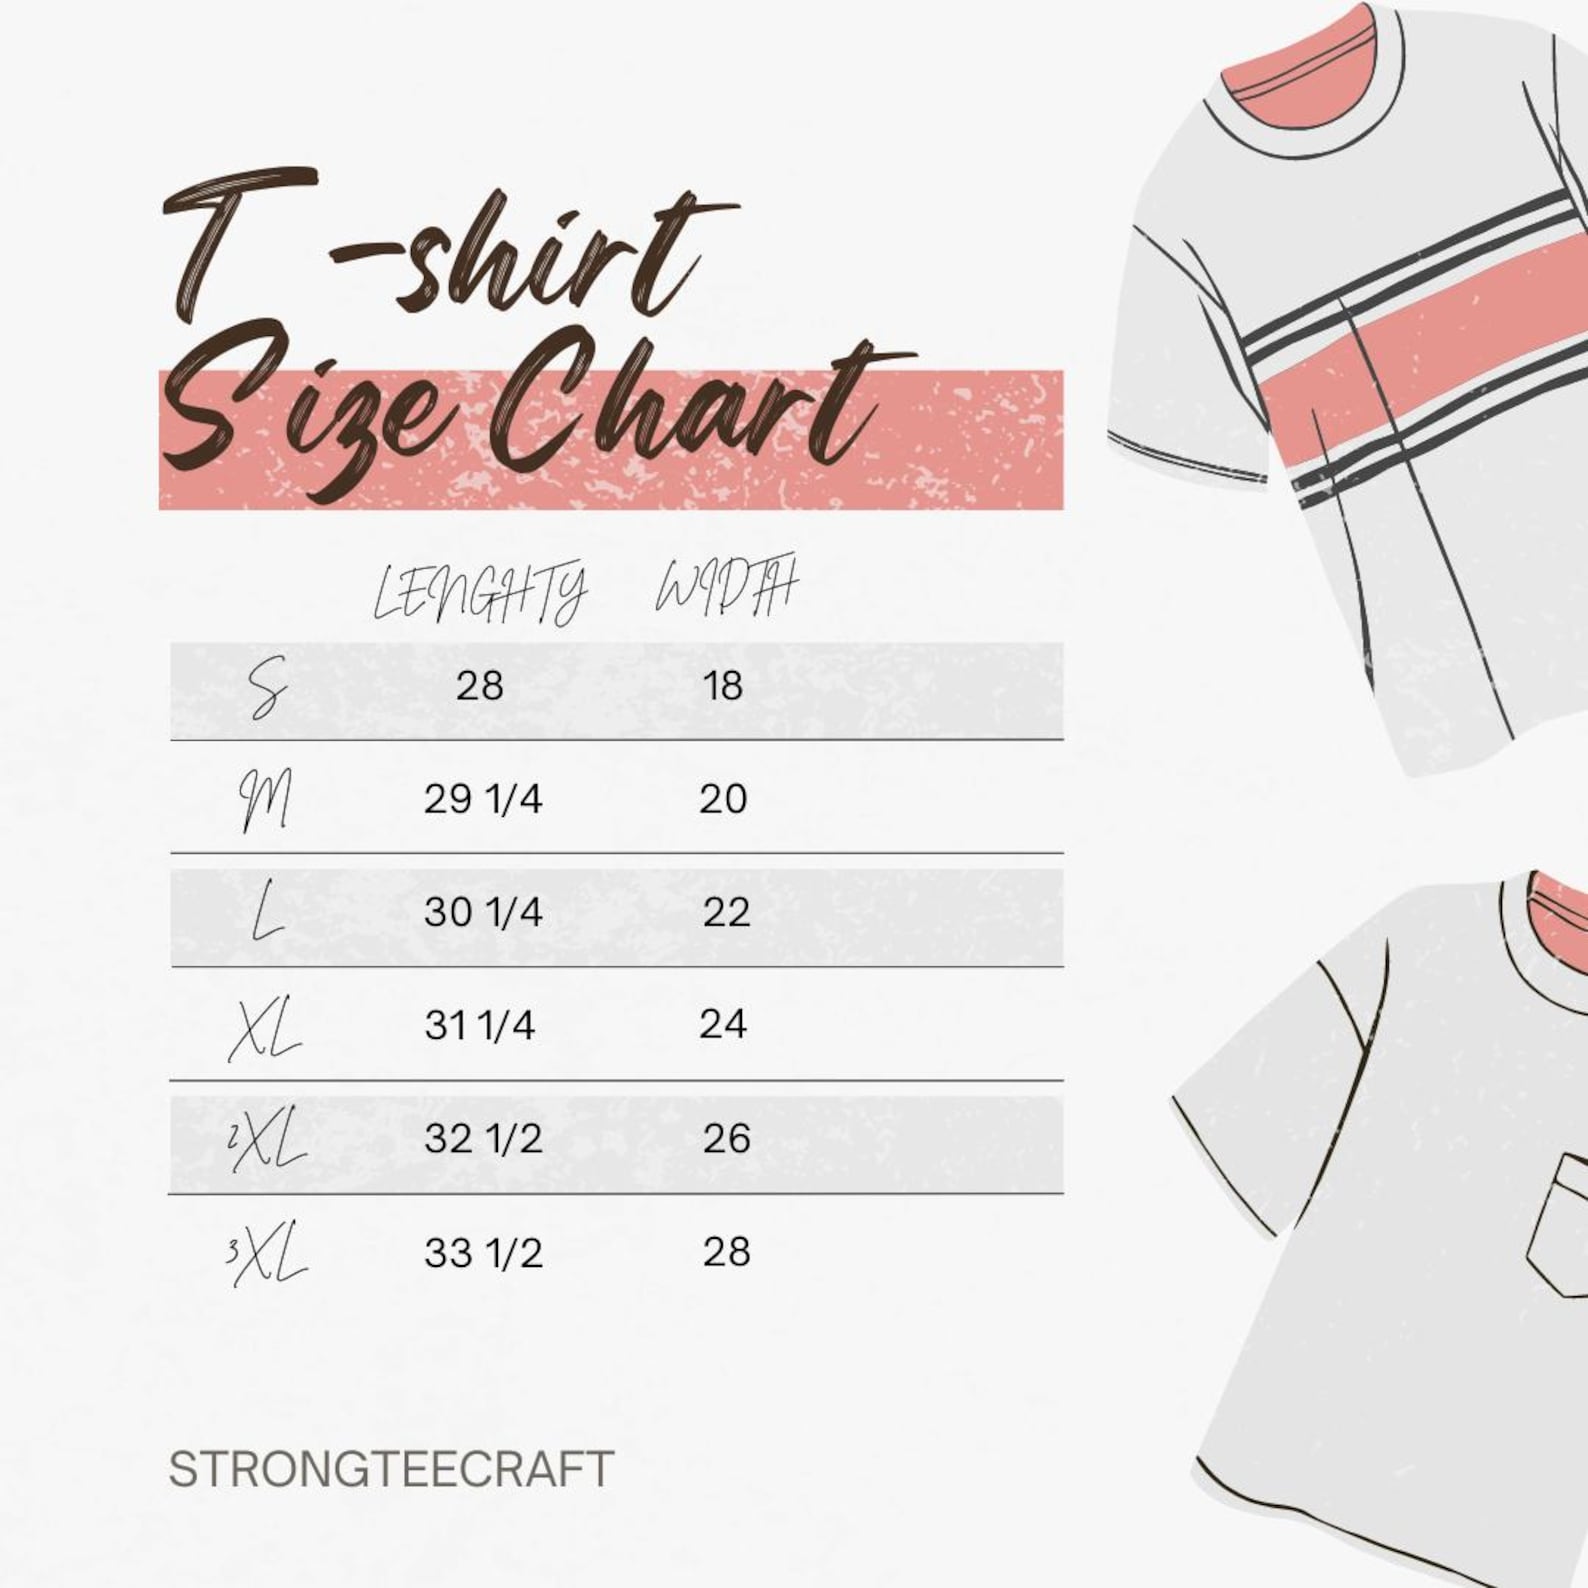 T-shirt
Size Chart
LENGHTY WIDTH
S 28 18
M 29 1/4 20
L 30 1/4 22
XL 31 1/4 24
2XL 32 1/2 26
3XL 33 1/2 28
STRONGTEECRAFT